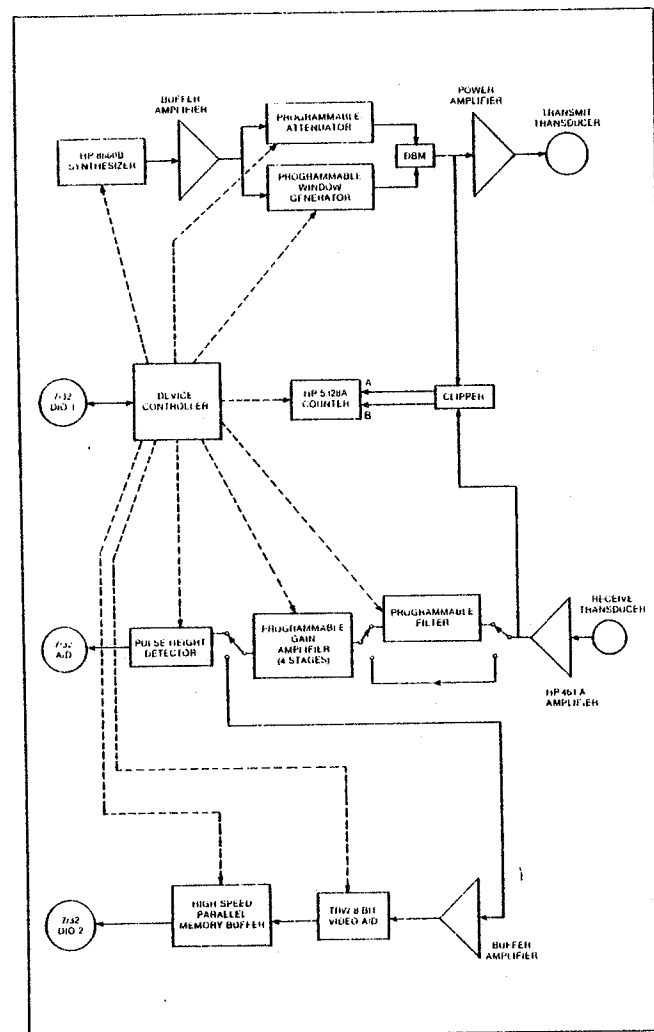 BUFFER
AMPLIFIER
PROGRAMMABLE
ATTENUATOR
POWER
AMPLIFIER
TRANSMIT
TRANSDUCER
HP 8660B
SYNTHESIZER
DBM
PROGRAMMABLE
WINDOW
GENERATOR
7/32
DIO 1
DEVICE
CONTROLLER
HP 5328A
COUNTER
A
B
CLIPPER
7/32
A/D
PULSE HEIGHT
DETECTOR
PROGRAMMABLE
GAIN
AMPLIFIER
(4 STAGES)
PROGRAMMABLE
FILTER
RECEIVE
TRANSDUCER
HP 461A
AMPLIFIER
7/32
DIO 2
HIGH SPEED
PARALLEL
MEMORY BUFFER
TRW 8 BIT
VIDEO A/D
BUFFER
AMPLIFIER